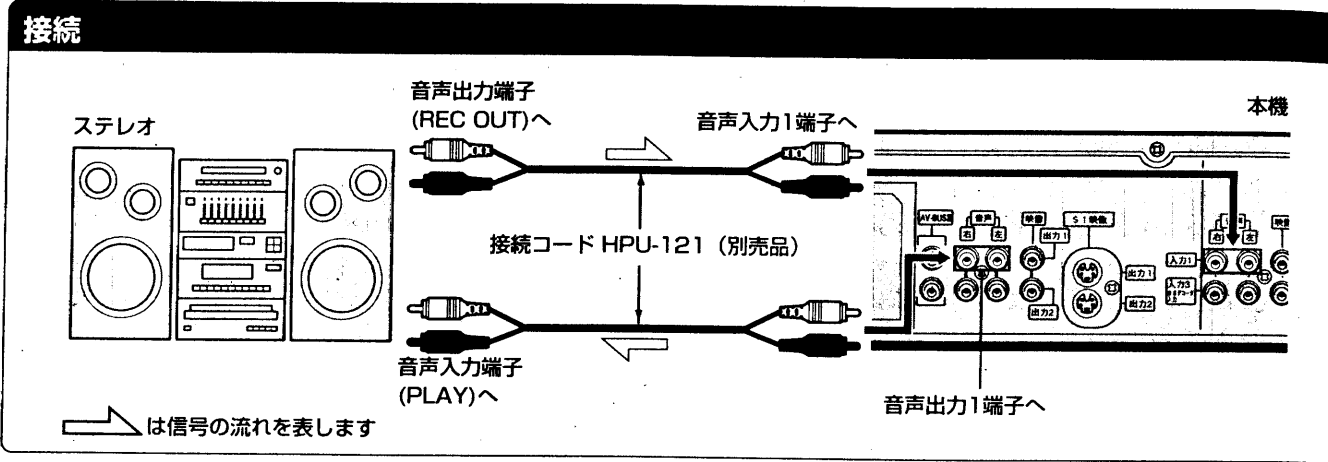 接続
ステレオ
音声出力端子
(REC OUT)へ
音声入力1端子へ
本機
接続コード HPU-121（別売品）
AV-BUSⅡ
音声
右 左
映像
出力1
S1映像
出力1
出力2
出力2
入力1
右 左
入力3
音声入力端子
(PLAY)へ
音声出力1端子へ
は信号の流れを表します